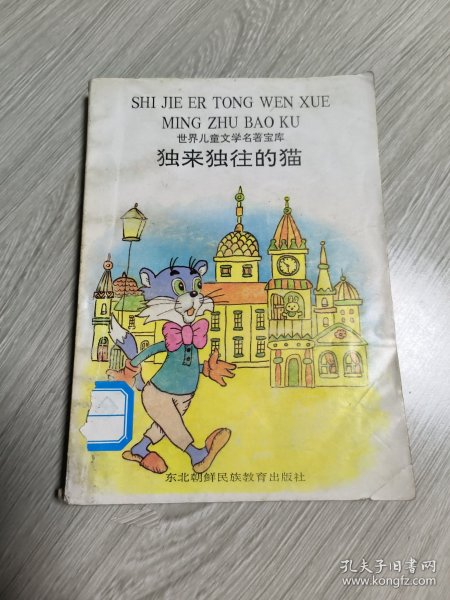 SHI JIE ER TONG WEN XUE
MING ZHU BAO KU
世界儿童文学名著宝库
独来独往的猫
东北朝鲜民族教育出版社
孔夫子旧书网
www.kongfz.com